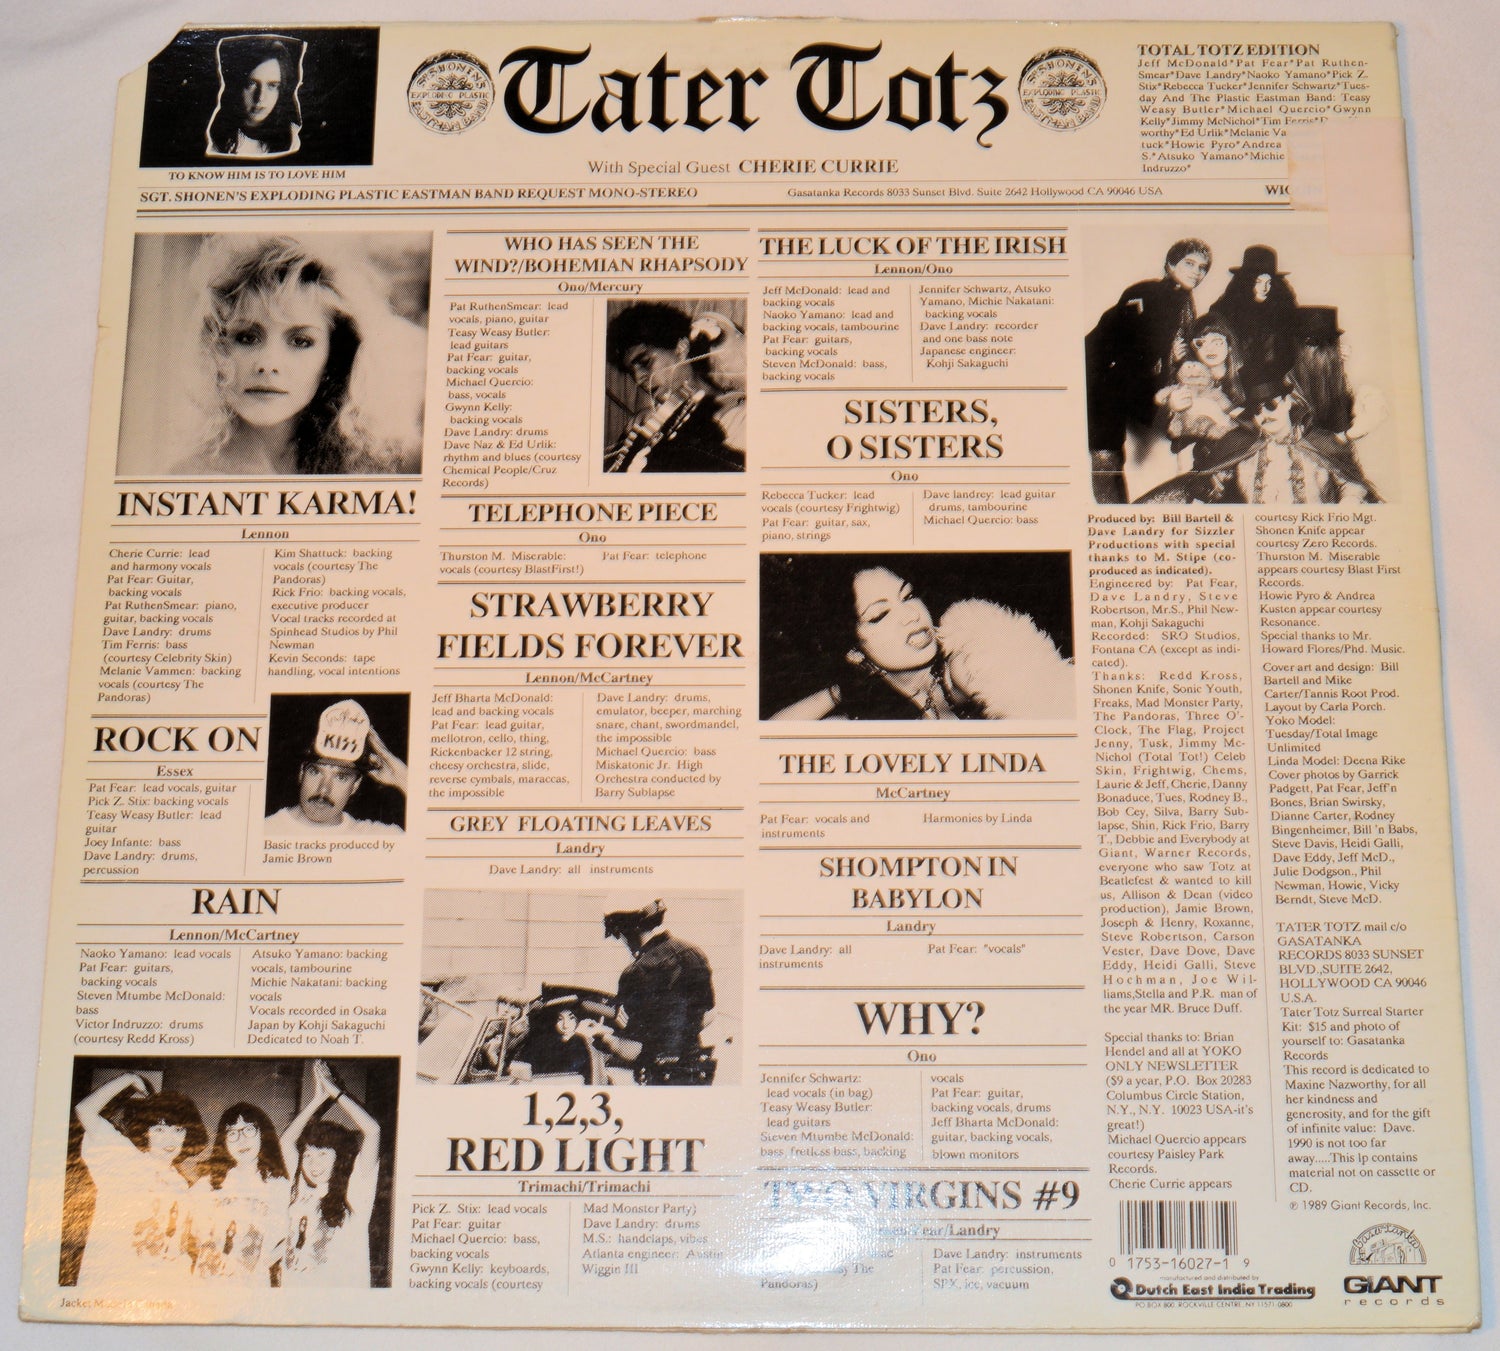 TO KNOW HIM IS TO LOVE HIM
ST. SHONEN'S EXPLODING PLASTIC EASTMAN BAND
Tater Totz
With Special Guest CHERIE CURRIE
TOTAL TOTZ EDITION
Jeff McDonald*Pat Fear*Pat Ruthen-
Smear*Dave Landry*Naoko Yamano*Pick Z.
Stix*Rebecca Tucker*Jennifer Schwartz*Tues-
day And The Plastic Eastman Band: Teasy
Weasy Butler*Michael Quercio*Gwynn
Kelly*Jimmy McNichol*Tim Ferris*
worthy*Ed Urlik*Melanie Va
tuck*Howie Pyro*Andrea
S.*Atsuko Yamano*Michie
Indruzzo*
SGT. SHONEN'S EXPLODING PLASTIC EASTMAN BAND REQUEST MONO-STEREO
Gasatanka Records 8033 Sunset Blvd. Suite 2642 Hollywood CA 90046 USA
INSTANT KARMA!
Lennon
Cherie Currie: lead
and harmony vocals
Pat Fear: Guitar,
backing vocals
Pat RuthenSmear: piano,
guitar, backing vocals
Dave Landry: drums
Tim Ferris: bass
(courtesy Celebrity Skin)
Melanie Vammen: backing
vocals (courtesy The
Pandoras)
Kim Shattuck: backing
vocals (courtesy The
Pandoras)
Rick Frio: backing vocals,
executive producer
Vocal tracks recorded at
Spinhead Studios by Phil
Newman
Kevin Seconds: tape
handling, vocal intentions
ROCK ON
Essex
Pat Fear: lead vocals, guitar
Pick Z. Stix: backing vocals
Teasy Weasy Butler: lead
guitar
Joey Infante: bass
Dave Landry: drums,
percussion
KISS
Basic tracks produced by
Jamie Brown
RAIN
Lennon/McCartney
Naoko Yamano: lead vocals
Pat Fear: guitars,
backing vocals
Steven Mtumbe McDonald:
bass
Victor Indruzzo: drums
(courtesy Redd Kross)
Atsuko Yamano: backing
vocals, tambourine
Michie Nakatani: backing
vocals
Vocals recorded in Osaka
Japan by Kohji Sakaguchi
Dedicated to Noah T.
WHO HAS SEEN THE
WIND?/BOHEMIAN RHAPSODY
Ono/Mercury
Pat RuthenSmear: lead
vocals, piano, guitar
Teasy Weasy Butler:
lead guitars
Pat Fear: guitar,
backing vocals
Michael Quercio:
bass, vocals
Gwynn Kelly:
backing vocals
Dave Landry: drums
Dave Naz & Ed Urlik:
rhythm and blues (courtesy
Chemical People/Cruz
Records)
TELEPHONE PIECE
Ono
Thurston M. Miserable:
vocals (courtesy BlastFirst!)
Pat Fear: telephone
STRAWBERRY
FIELDS FOREVER
Lennon/McCartney
Jeff Bharta McDonald:
lead and backing vocals
Pat Fear: lead guitar,
mellotron, cello, thing,
Rickenbacker 12 string,
cheesy orchestra, slide,
reverse cymbals, maraccas,
the impossible
Dave Landry: drums,
emulator, beeper, marching
snare, chant, swordmandel,
the impossible
Michael Quercio: bass
Miskatonic Jr. High
Orchestra conducted by
Barry Sublapse
GREY FLOATING LEAVES
Landry
Dave Landry: all instruments
1,2,3,
RED LIGHT
Trimachi/Trimachi
Pick Z. Stix: lead vocals
Pat Fear: guitar
Michael Quercio: bass,
backing vocals
Gwynn Kelly: keyboards,
backing vocals (courtesy
Mad Monster Party)
Dave Landry: drums
M.S.: handclaps, vibes
Atlanta engineer: Austin
Wiggin III
THE LUCK OF THE IRISH
Lennon/Ono
Jeff McDonald: lead and
backing vocals
Naoko Yamano: lead and
backing vocals, tambourine
Pat Fear: guitars,
backing vocals
Steven McDonald: bass,
backing vocals
Jennifer Schwartz, Atsuko
Yamano, Michie Nakatani:
backing vocals
Dave Landry: recorder
and one bass note
Japanese engineer:
Kohji Sakaguchi
SISTERS,
O SISTERS
Ono
Rebecca Tucker: lead
vocals (courtesy Frightwig)
Pat Fear: guitar, sax,
piano, strings
Dave landrey: lead guitar
drums, tambourine
Michael Quercio: bass
THE LOVELY LINDA
McCartney
Pat Fear: vocals and
instruments
Harmonies by Linda
SHOMPTON IN
BABYLON
Landry
Dave Landry: all
instruments
Pat Fear: "vocals"
WHY?
Ono
Jennifer Schwartz:
lead vocals (in bag)
Teasy Weasy Butler:
lead guitars
Steven Mtumbe McDonald:
bass, fretless bass, backing
vocals
Pat Fear: guitar,
backing vocals, drums
Jeff Bharta McDonald:
guitar, backing vocals,
blown monitors
TWO VIRGINS #9
Fear/Landry
The
Pandoras)
Dave Landry: instruments
Pat Fear: percussion,
SPX, ice, vacuum
Produced by: Bill Bartell &
Dave Landry for Sizzler
Productions with special
thanks to M. Stipe (co-
produced as indicated).
Engineered by: Pat Fear,
Dave Landry, Steve
Robertson, Mr.S., Phil New-
man, Kohji Sakaguchi
Recorded: SRO Studios,
Fontana CA (except as indi-
cated).
Thanks: Redd Kross,
Shonen Knife, Sonic Youth,
Freaks, Mad Monster Party,
The Pandoras, Three O'-
Clock, The Flag, Project
Jenny, Tusk, Jimmy Mc-
Nichol (Total Tot!) Celeb
Skin, Frightwig, Chems,
Laurie & Jeff, Cherie, Danny
Bonaduce, Tues, Rodney B.,
Bob Cey, Silva, Barry Sub-
lapse, Shin, Rick Frio, Barry
T., Debbie and Everybody at
Giant, Warner Records,
everyone who saw Totz at
Beatlefest & wanted to kill
us, Allison & Dean (video
production), Jamie Brown,
Joseph & Henry, Roxanne,
Steve Robertson, Carson
Vester, Dave Dove, Dave
Eddy, Heidi Galli, Steve
Hochman, Joe Wil-
liams,Stella and P.R. man of
the year MR. Bruce Duff.
Special thanks to: Brian
Hendel and all at YOKO
ONLY NEWSLETTER
($9 a year, P.O. Box 20283
Columbus Circle Station,
N.Y., N.Y. 10023 USA-it's
great!)
Michael Quercio appears
courtesy Paisley Park
Records.
Cherie Currie appears
courtesy Rick Frio Mgt.
Shonen Knife appear
courtesy Zero Records.
Thurston M. Miserable
appears courtesy Blast First
Records.
Howie Pyro & Andrea
Kusten appear courtesy
Resonance.
Special thanks to Mr.
Howard Flores/Phd. Music.
Cover art and design: Bill
Bartell and Mike
Carter/Tannis Root Prod.
Layout by Carla Porch.
Yoko Model:
Tuesday/Total Image
Unlimited
Linda Model: Deena Rike
Cover photos by Garrick
Padgett, Pat Fear, Jeff'n
Bones, Brian Swirsky,
Dianne Carter, Rodney
Bingenheimer, Bill 'n Babs,
Steve Davis, Heidi Galli,
Dave Eddy, Jeff McD.,
Julie Dodgson., Phil
Newman, Howie, Vicky
Berndt, Steve McD.
TATER TOTZ mail c/o
GASATANKA
RECORDS 8033 SUNSET
BLVD.,SUITE 2642,
HOLLYWOOD CA 90046
U.S.A.
Tater Totz Surreal Starter
Kit: $15 and photo of
yourself to: Gasatanka
Records
This record is dedicated to
Maxine Nazworthy, for all
her kindness and
generosity, and for the gift
of infinite value: Dave.
1990 is not too far
away.....This lp contains
material not on cassette or
CD.
℗ 1989 Giant Records, Inc.
0 1753-16027-1 9
manufactured and distributed by
Dutch East India Trading
PO BOX 800, ROCKVILLE CENTRE, NY 11571-0800
gasatanka
GIANT
records